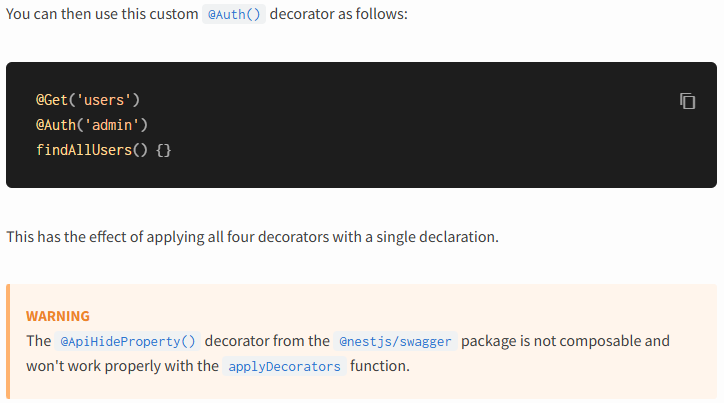 You can then use this custom @Auth() decorator as follows:
@Get('users')
@Auth('admin')
findAllUsers() {}
This has the effect of applying all four decorators with a single declaration.
WARNING
The @ApiHideProperty() decorator from the @nestjs/swagger package is not composable and
won't work properly with the applyDecorators function.